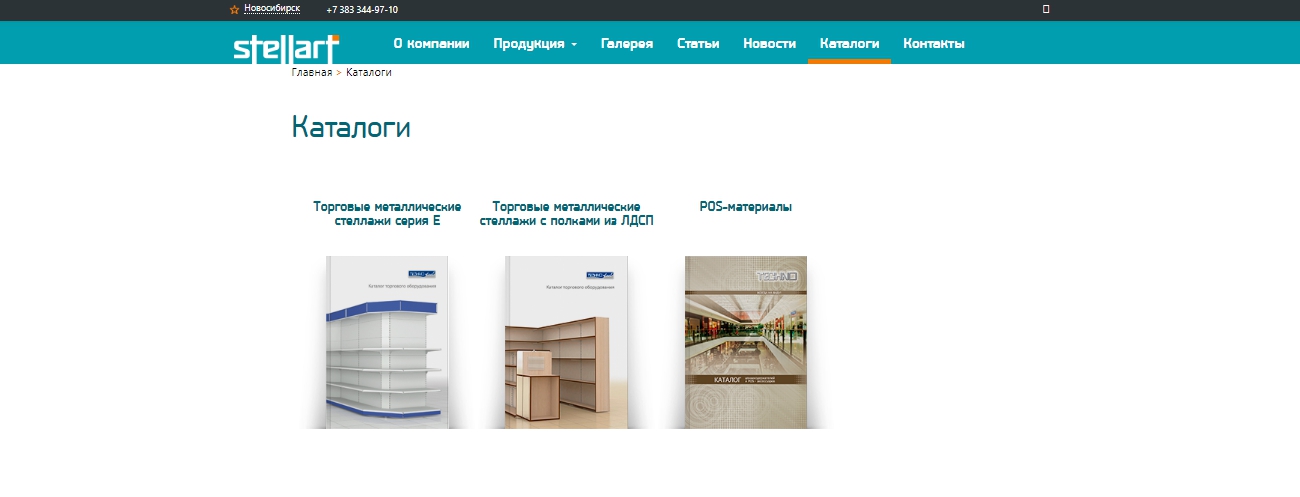 Новосибирск +7 383 344-97-10
stellart О компании Продукция Галерея Статьи Новости Каталоги Контакты
Главная > Каталоги
Каталоги
Торговые металлические
стеллажи серия Е
Торговые металлические
стеллажи с полками из ЛДСП
POS-материалы
Каталог торгового оборудования
Каталог торгового оборудования
TECHNO
КАТАЛОГ